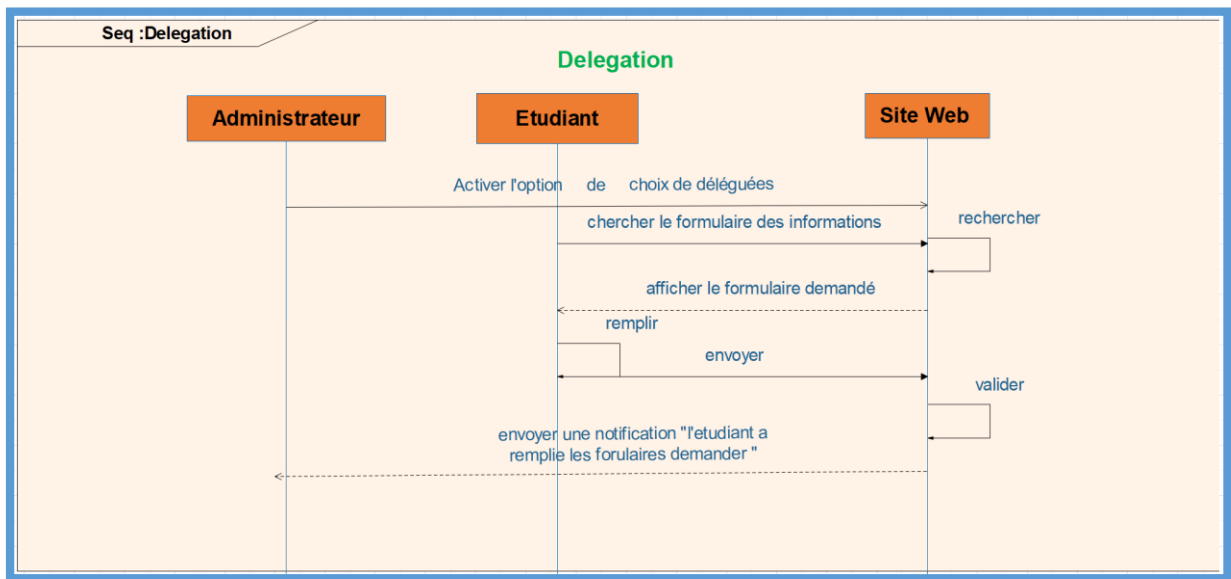 Seq :Delegation
Delegation
Administrateur
Etudiant
Site Web
Activer l'option de choix de déléguées
chercher le formulaire des informations
rechercher
afficher le formulaire demandé
remplir
envoyer
valider
envoyer une notification "l'etudiant a
remplie les forulaires demander "